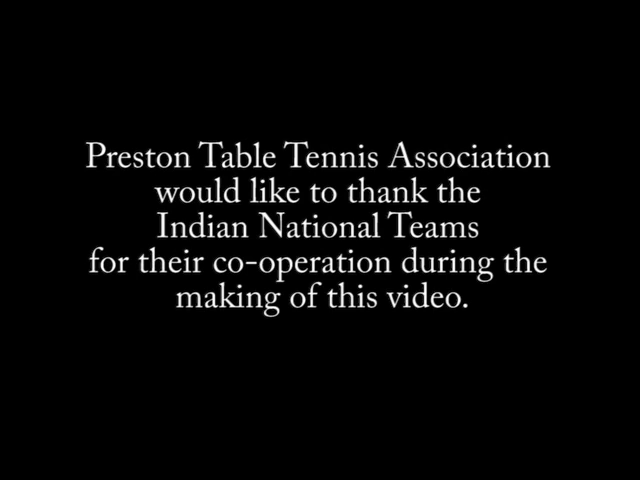 Preston Table Tennis Association
would like to thank the
Indian National Teams
for their co-operation during the
making of this video.